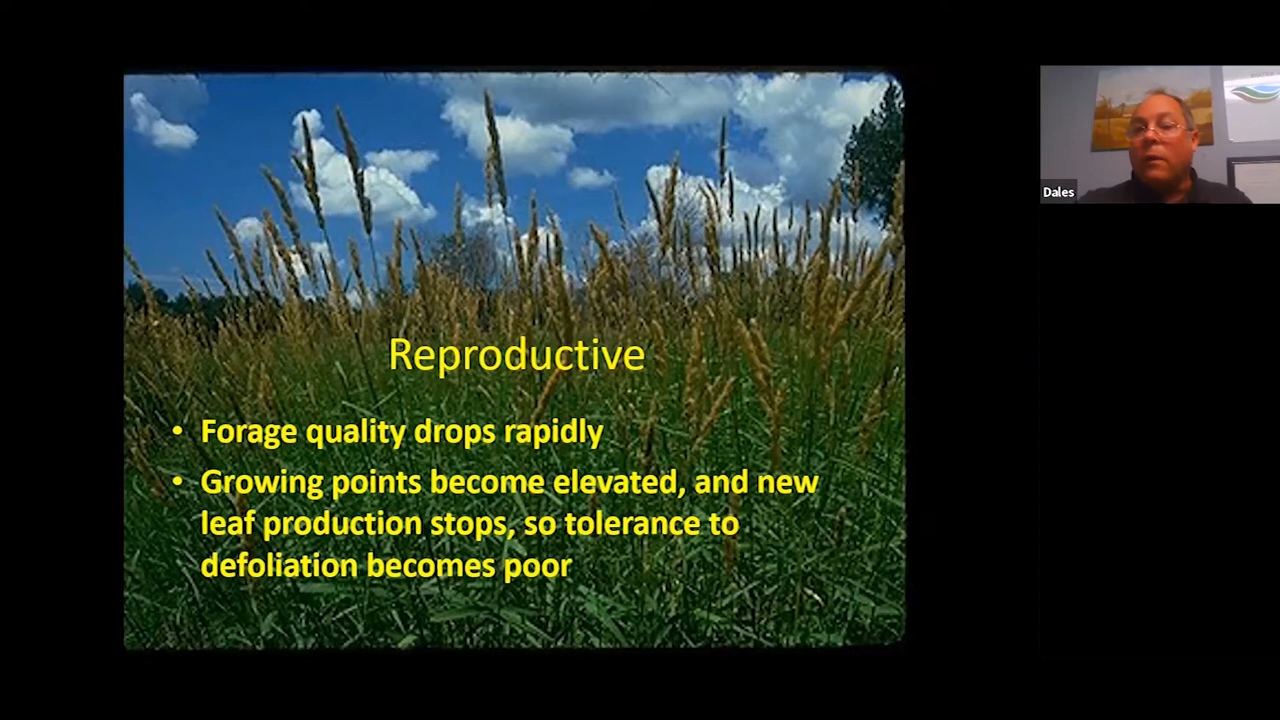 Reproductive
• Forage quality drops rapidly
• Growing points become elevated, and new
leaf production stops, so tolerance to
defoliation becomes poor
Dales